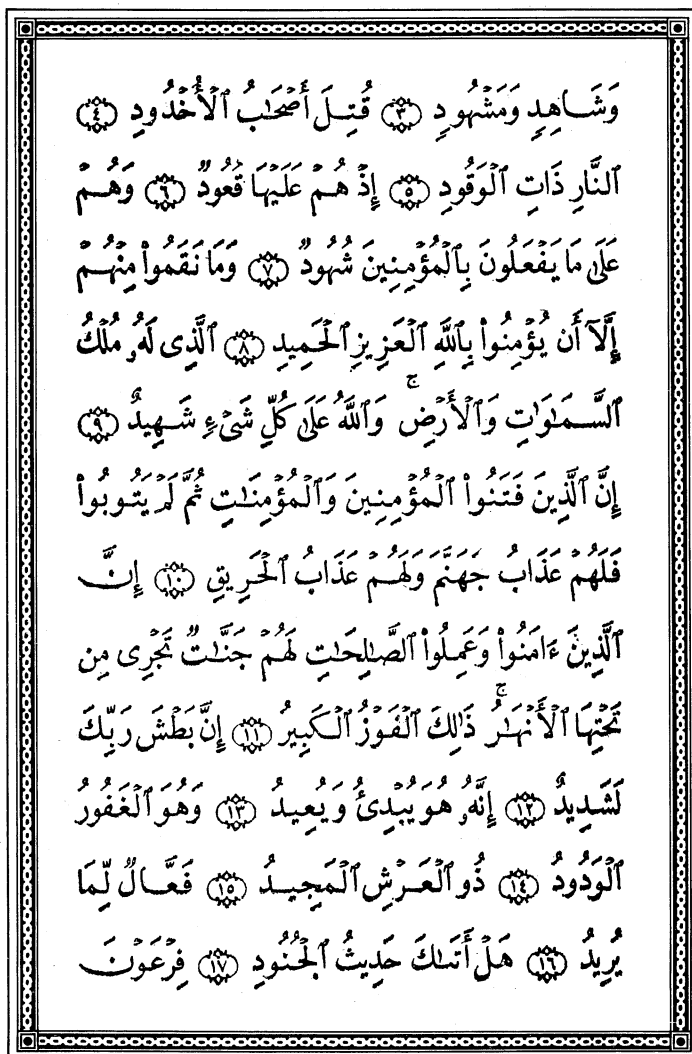 وَشَاهِدٍ وَمَشْهُودٍ ﴿٣﴾ قُتِلَ أَصْحَٰبُ ٱلْأُخْدُودِ ﴿٤﴾
ٱلنَّارِ ذَاتِ ٱلْوَقُودِ ﴿٥﴾ إِذْ هُمْ عَلَيْهَا قُعُودٌ ﴿٦﴾ وَهُمْ
عَلَىٰ مَا يَفْعَلُونَ بِٱلْمُؤْمِنِينَ شُهُودٌ ﴿٧﴾ وَمَا نَقَمُوا۟ مِنْهُمْ
إِلَّآ أَن يُؤْمِنُوا۟ بِٱللَّهِ ٱلْعَزِيزِ ٱلْحَمِيدِ ﴿٨﴾ ٱلَّذِى لَهُۥ مُلْكُ
ٱلسَّمَٰوَٰتِ وَٱلْأَرْضِ ۚ وَٱللَّهُ عَلَىٰ كُلِّ شَىْءٍ شَهِيدٌ ﴿٩﴾
إِنَّ ٱلَّذِينَ فَتَنُوا۟ ٱلْمُؤْمِنِينَ وَٱلْمُؤْمِنَٰتِ ثُمَّ لَمْ يَتُوبُوا۟
فَلَهُمْ عَذَابُ جَهَنَّمَ وَلَهُمْ عَذَابُ ٱلْحَرِيقِ ﴿١٠﴾ إِنَّ
ٱلَّذِينَ ءَامَنُوا۟ وَعَمِلُوا۟ ٱلصَّٰلِحَٰتِ لَهُمْ جَنَّٰتٌ تَجْرِى مِن
تَحْتِهَا ٱلْأَنْهَٰرُ ۚ ذَٰلِكَ ٱلْفَوْزُ ٱلْكَبِيرُ ﴿١١﴾ إِنَّ بَطْشَ رَبِّكَ
لَشَدِيدٌ ﴿١٢﴾ إِنَّهُۥ هُوَ يُبْدِئُ وَيُعِيدُ ﴿١٣﴾ وَهُوَ ٱلْغَفُورُ
ٱلْوَدُودُ ﴿١٤﴾ ذُو ٱلْعَرْشِ ٱلْمَجِيدُ ﴿١٥﴾ فَعَّالٌ لِّمَا
يُرِيدُ ﴿١٦﴾ هَلْ أَتَىٰكَ حَدِيثُ ٱلْجُنُودِ ﴿١٧﴾ فِرْعَوْنَ